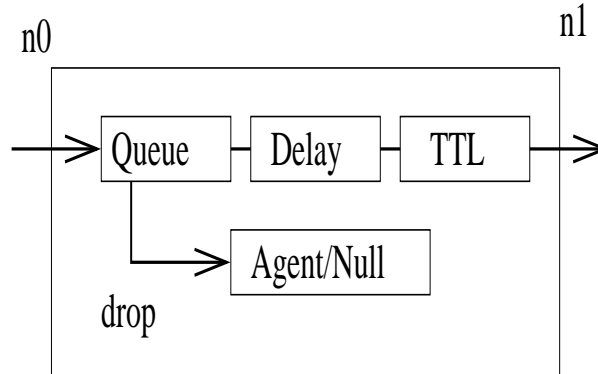 n0
n1
Queue
Delay
TTL
Agent/Null
drop